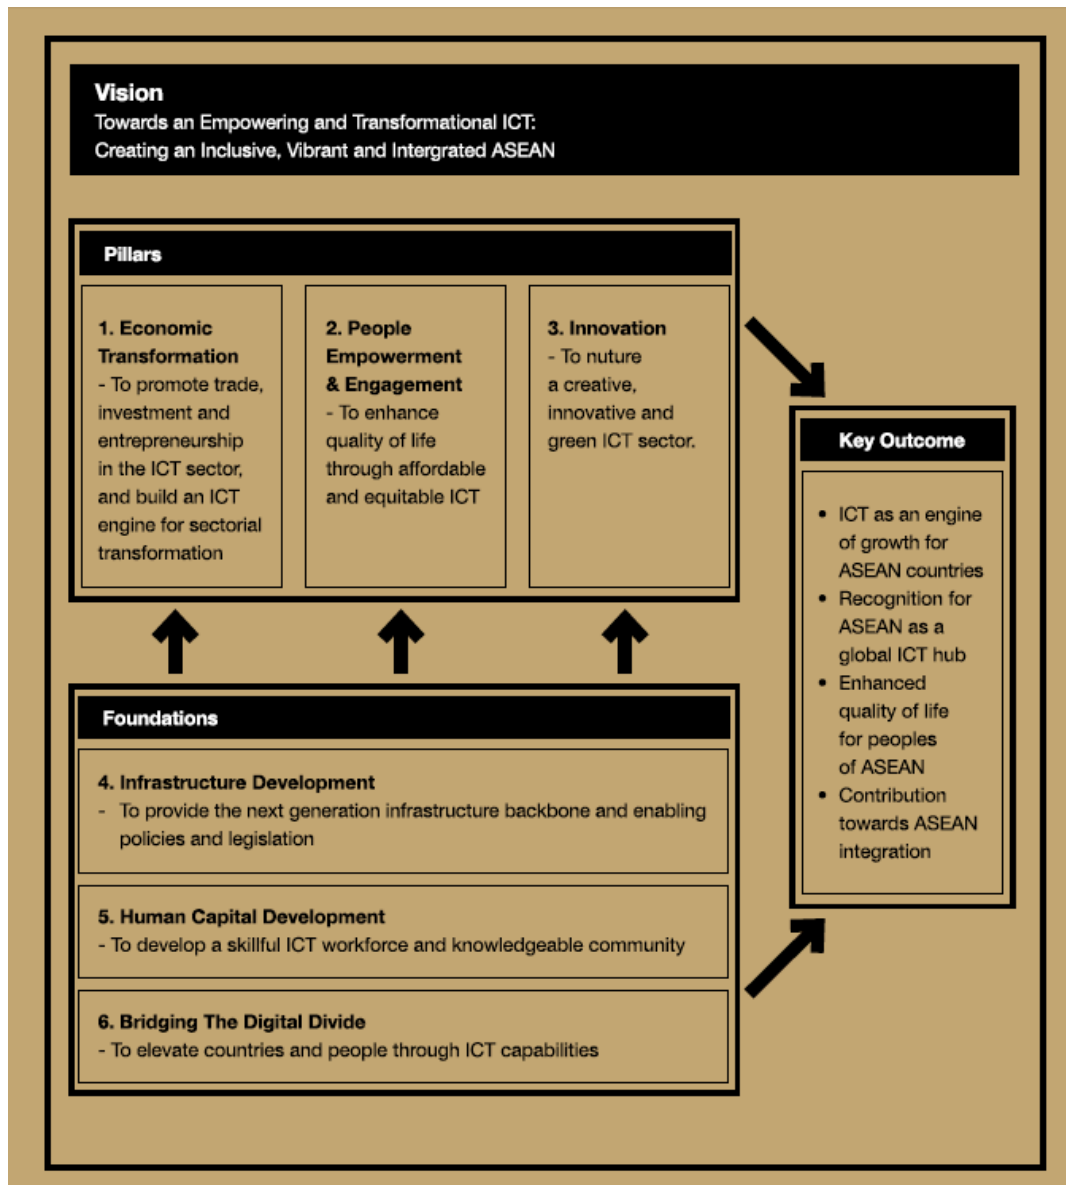 Vision
Towards an Empowering and Transformational ICT:
Creating an Inclusive, Vibrant and Intergrated ASEAN
Pillars
1. Economic
Transformation
- To promote trade,
investment and
entrepreneurship
in the ICT sector,
and build an ICT
engine for sectorial
transformation
2. People
Empowerment
& Engagement
- To enhance
quality of life
through affordable
and equitable ICT
3. Innovation
- To nuture
a creative,
innovative and
green ICT sector.
Key Outcome
• ICT as an engine
of growth for
ASEAN countries
• Recognition for
ASEAN as a
global ICT hub
• Enhanced
quality of life
for peoples
of ASEAN
• Contribution
towards ASEAN
integration
Foundations
4. Infrastructure Development
- To provide the next generation infrastructure backbone and enabling
policies and legislation
5. Human Capital Development
- To develop a skillful ICT workforce and knowledgeable community
6. Bridging The Digital Divide
- To elevate countries and people through ICT capabilities